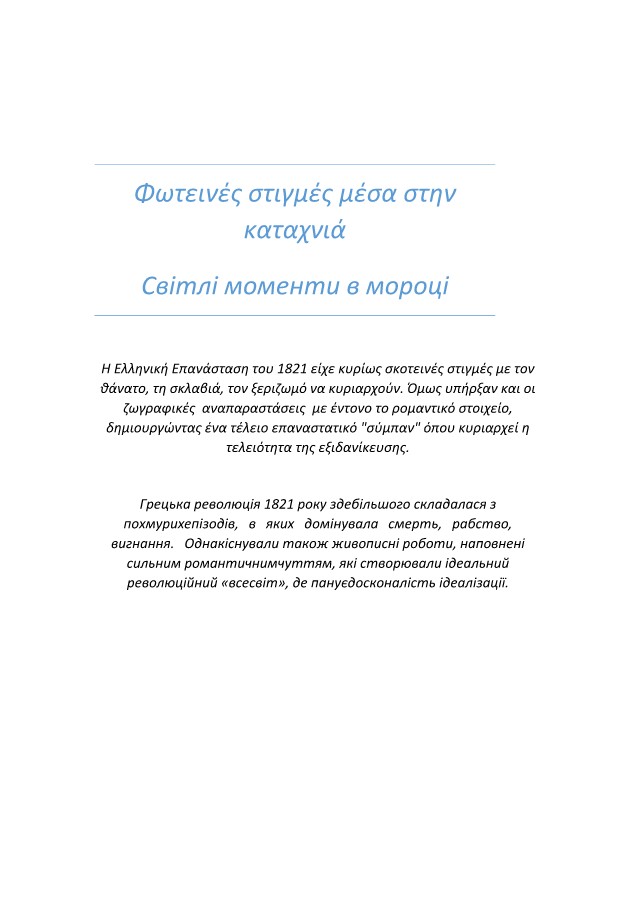 Φωτεινές στιγμές μέσα στην
καταχνιά
Світлі моменти в мороці
Η Ελληνική Επανάσταση του 1821 είχε κυρίως σκοτεινές στιγμές με τον
θάνατο, τη σκλαβιά, τον ξεριζωμό να κυριαρχούν. Όμως υπήρξαν και οι
ζωγραφικές αναπαραστάσεις με έντονο το ρομαντικό στοιχείο,
δημιουργώντας ένα τέλειο επαναστατικό "σύμπαν" όπου κυριαρχεί η
τελειότητα της εξιδανίκευσης.
Грецька революція 1821 року здебільшого складалася з
похмурихепізодів, в яких домінувала смерть, рабство,
вигнання. Однакіснували також живописні роботи, наповнені
сильним романтичнимчуттям, які створювали ідеальний
революційний «всесвіт», де пануєдосконалість ідеалізації.